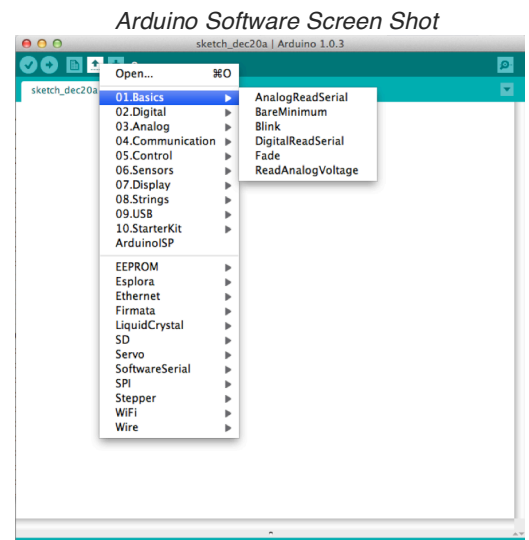 Arduino Software Screen Shot
sketch_dec20a | Arduino 1.0.3
sketch_dec20a
Open... ⌘O
01.Basics
02.Digital
03.Analog
04.Communication
05.Control
06.Sensors
07.Display
08.Strings
09.USB
10.StarterKit
ArduinoISP
EEPROM
Esplora
Ethernet
Firmata
LiquidCrystal
SD
Servo
SoftwareSerial
SPI
Stepper
WiFi
Wire
AnalogReadSerial
BareMinimum
Blink
DigitalReadSerial
Fade
ReadAnalogVoltage